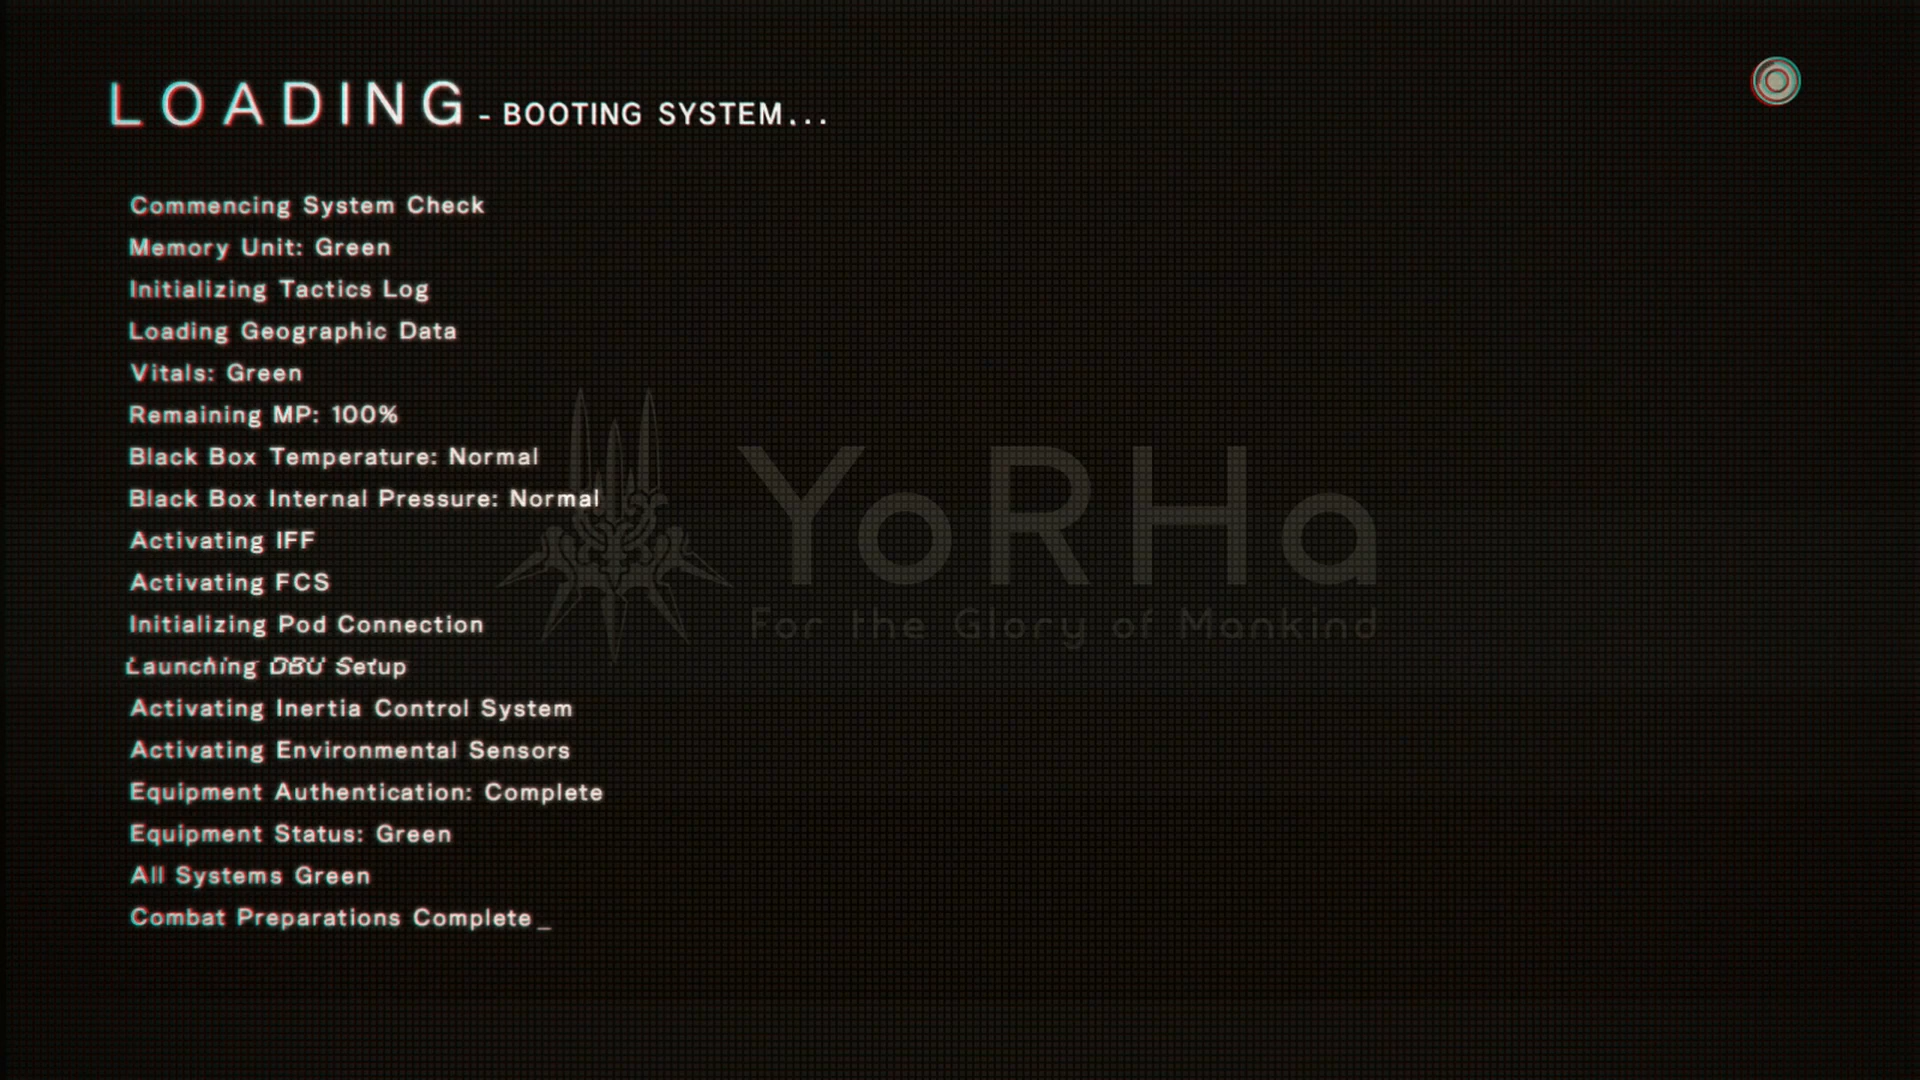 LOADING - BOOTING SYSTEM...
Commencing System Check
Memory Unit: Green
Initializing Tactics Log
Loading Geographic Data
Vitals: Green
Remaining MP: 100%
Black Box Temperature: Normal
Black Box Internal Pressure: Normal
Activating IFF
Activating FCS
Initializing Pod Connection
Launching DBU Setup
Activating Inertia Control System
Activating Environmental Sensors
Equipment Authentication: Complete
Equipment Status: Green
All Systems Green
Combat Preparations Complete _
YoRHa
For the Glory of Mankind